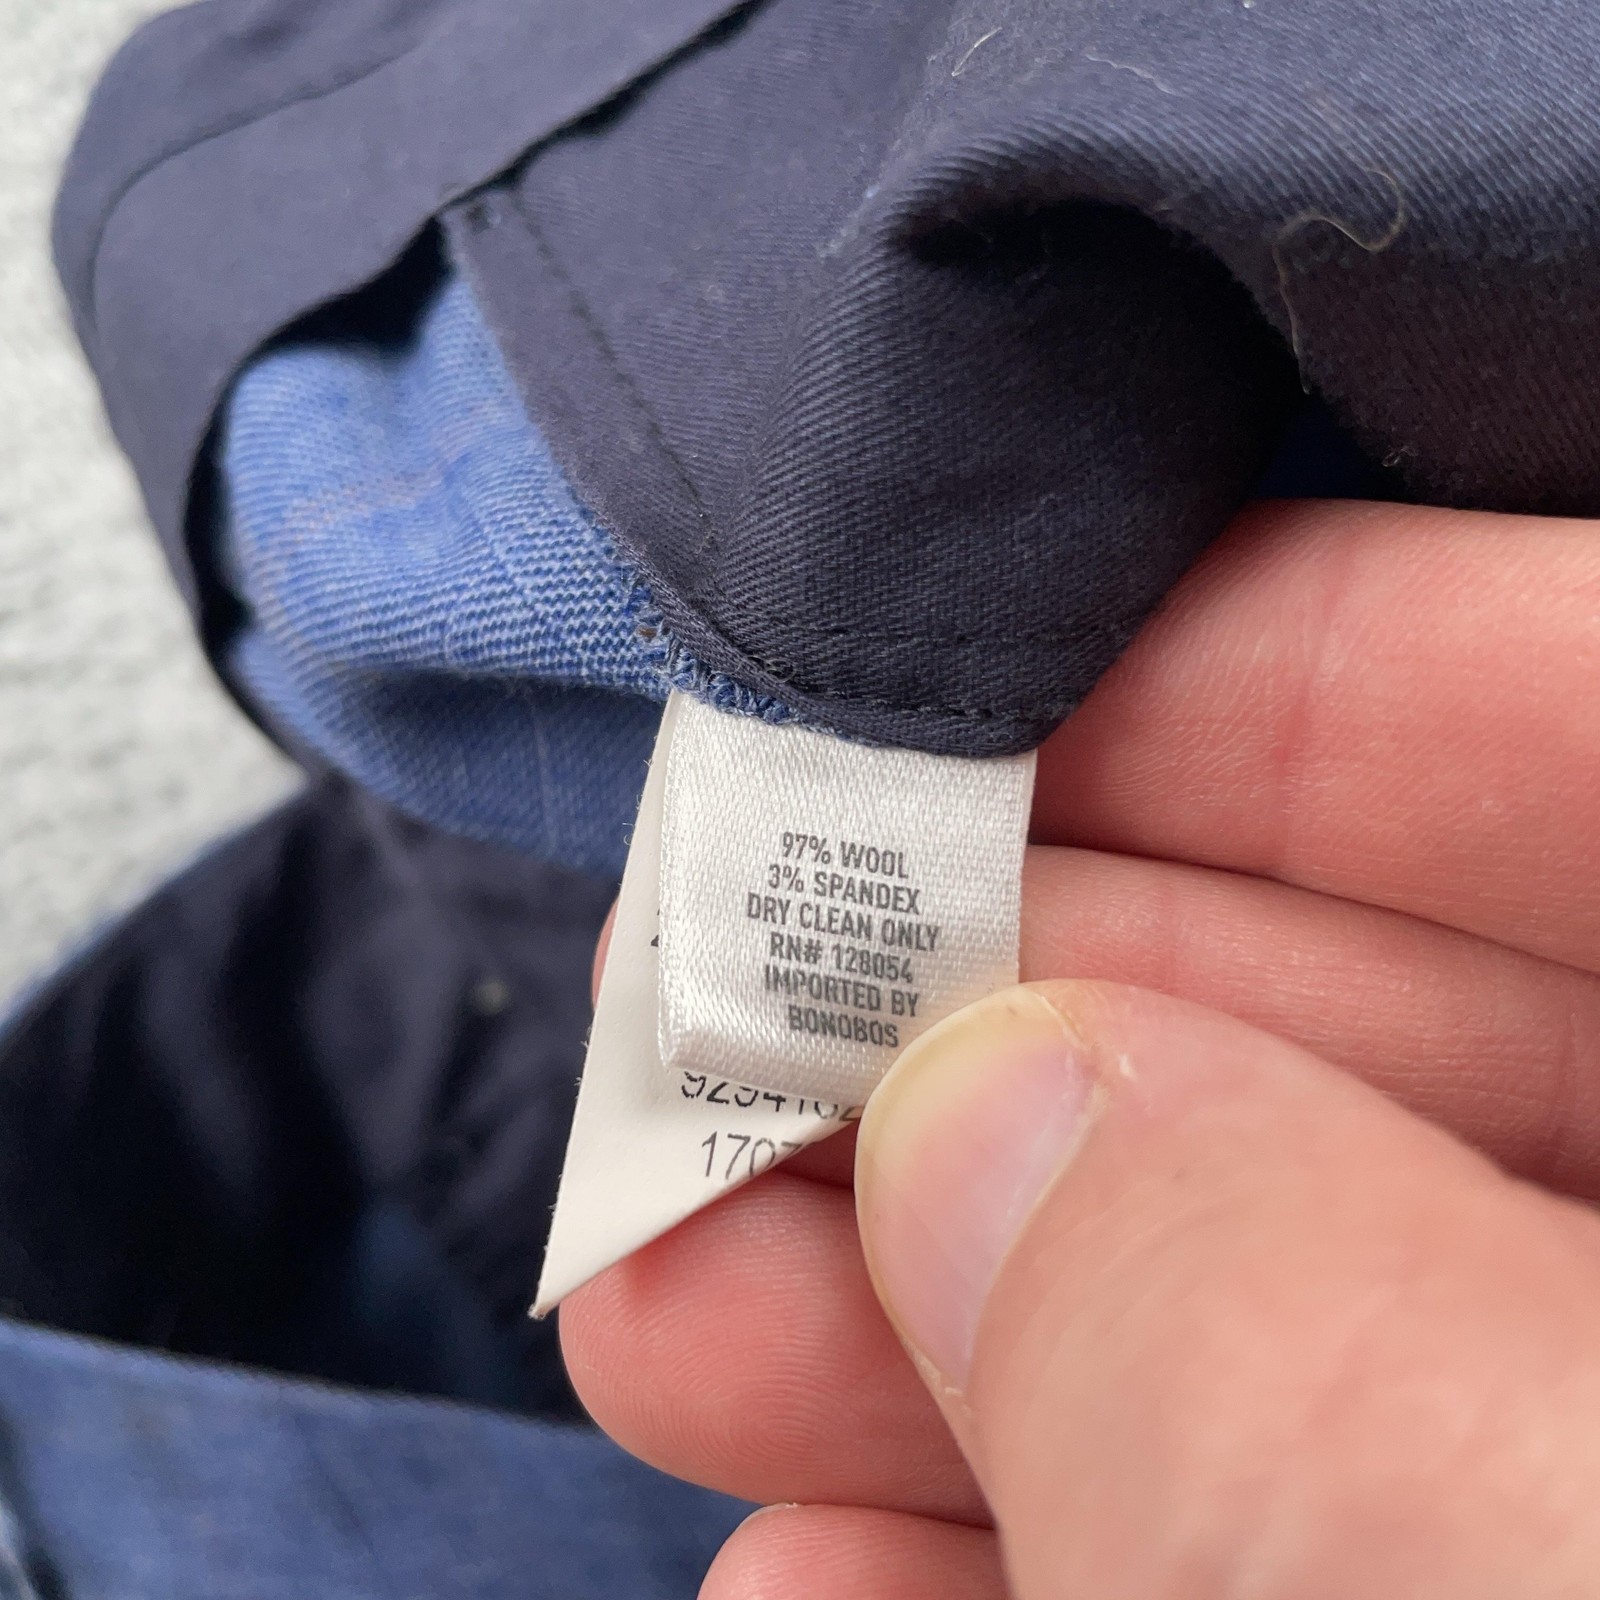 97% WOOL
3% SPANDEX
DRY CLEAN ONLY
RN# 128054
IMPORTED BY
BONOBOS